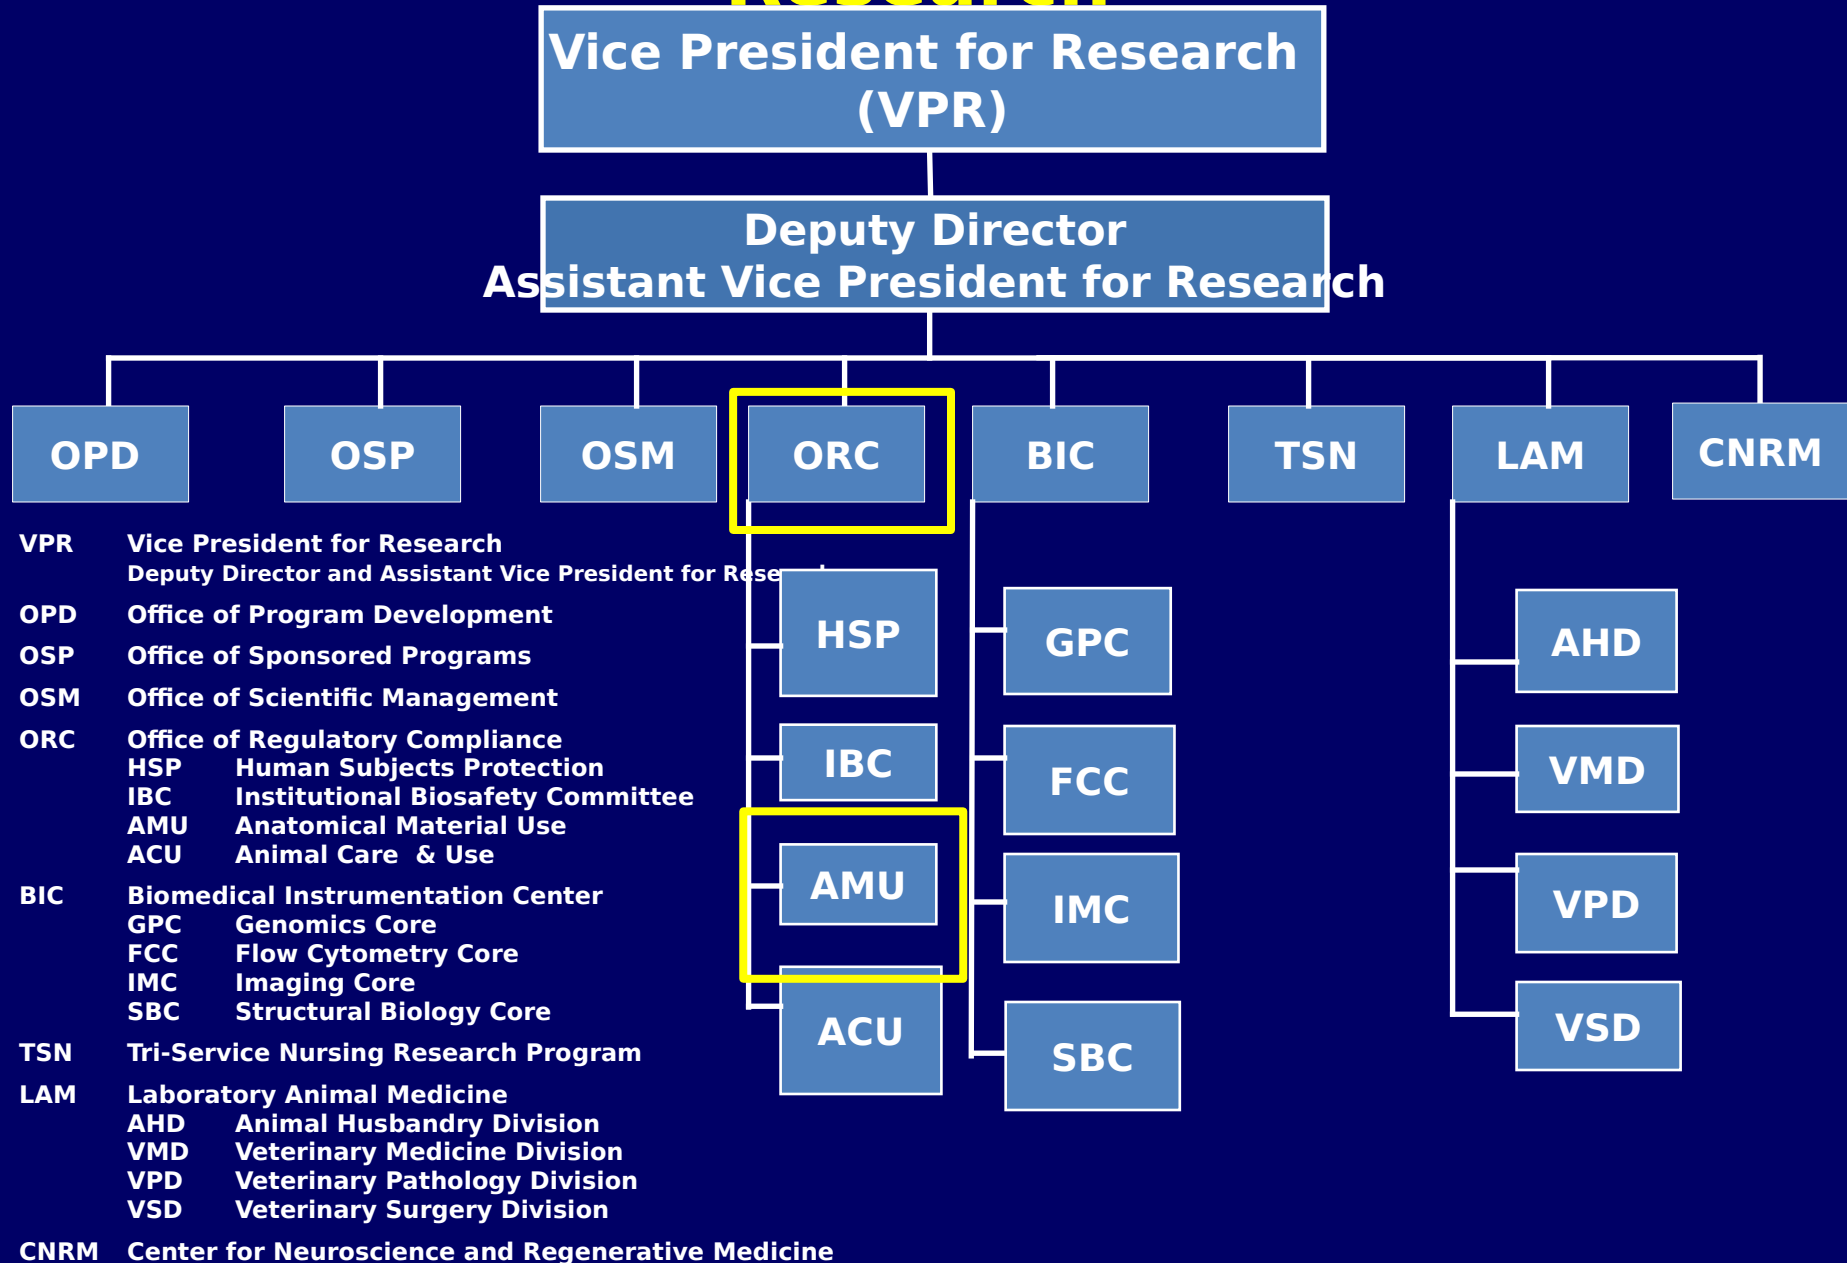 Research
Vice President for Research
(VPR)
Deputy Director
Assistant Vice President for Research
OPD
OSP
OSM
ORC
BIC
TSN
LAM
CNRM
VPR Vice President for Research
Deputy Director and Assistant Vice President for
OPD Office of Program Development
OSP Office of Sponsored Programs
OSM Office of Scientific Management
ORC Office of Regulatory Compliance
HSP Human Subjects Protection
IBC Institutional Biosafety Committee
AMU Anatomical Material Use
ACU Animal Care & Use
BIC Biomedical Instrumentation Center
GPC Genomics Core
FCC Flow Cytometry Core
IMC Imaging Core
SBC Structural Biology Core
TSN Tri-Service Nursing Research Program
LAM Laboratory Animal Medicine
AHD Animal Husbandry Division
VMD Veterinary Medicine Division
VPD Veterinary Pathology Division
VSD Veterinary Surgery Division
CNRM Center for Neuroscience and Regenerative Medicine
HSP
IBC
AMU
ACU
GPC
FCC
IMC
SBC
AHD
VMD
VPD
VSD